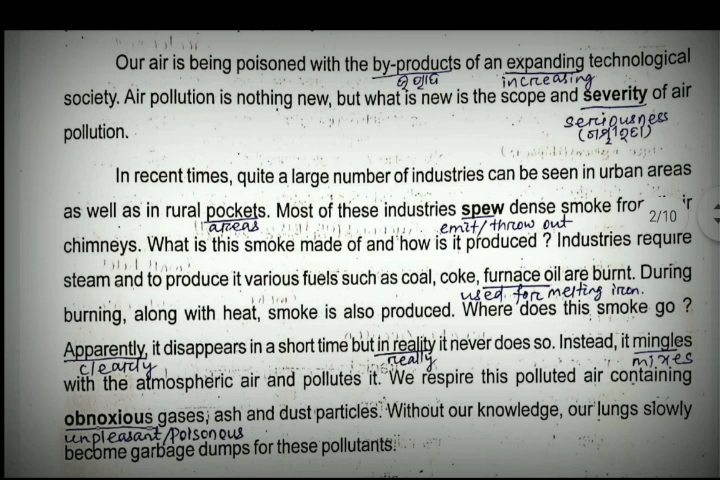 Our air is being poisoned with the by-products of an expanding technological
increasing
society. Air pollution is nothing new, but what is new is the scope and severity of air
seriousness
pollution.
In recent times, quite a large number of industries can be seen in urban areas
as well as in rural pockets. Most of these industries spew dense smoke
2/10
areas emit/throw out
chimneys. What is this smoke made of and how is it produced ? Industries require
steam and to produce it various fuels such as coal, coke, furnace oil are burnt. During
used for melting iron.
burning, along with heat, smoke is also produced. Where does this smoke go ?
Apparently, it disappears in a short time but in reality it never does so. Instead, it mingles
clearly really mixes
with the atmospheric air and pollutes it. We respire this polluted air containing
obnoxious gases, ash and dust particles. Without our knowledge, our lungs slowly
unpleasant/poisonous
become garbage dumps for these pollutants.